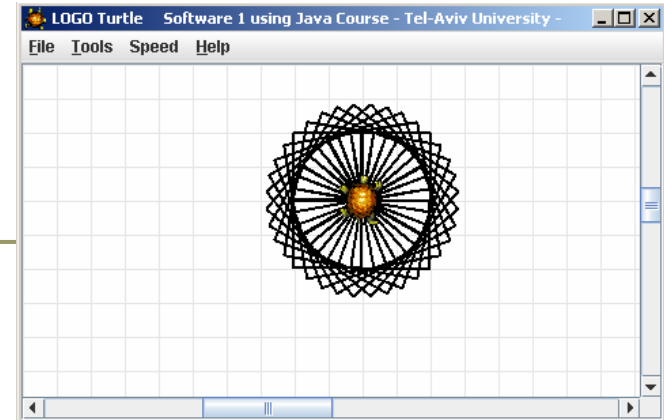 LOGO Turtle Software 1 using Java Course - Tel-Aviv University -
File Tools Speed Help